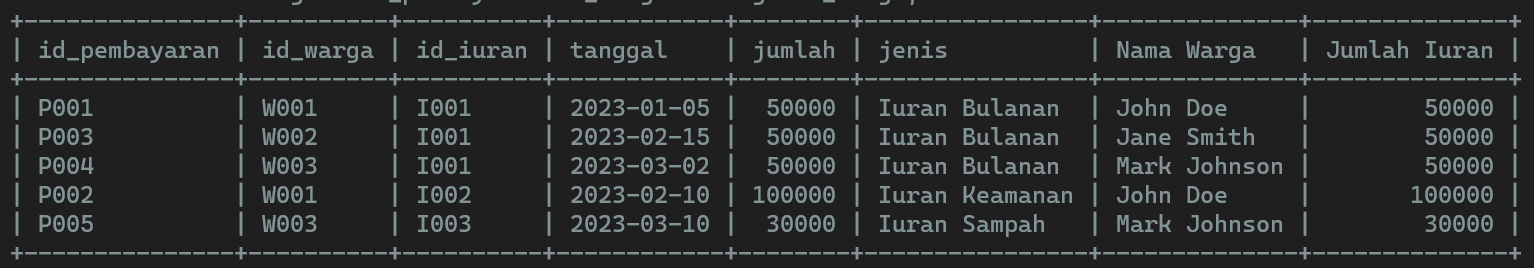 +---------------+----------+----------+------------+--------+----------------+--------------+--------------+
| id_pembayaran | id_warga | id_iuran | tanggal    | jumlah | jenis          | Nama Warga   | Jumlah Iuran |
+---------------+----------+----------+------------+--------+----------------+--------------+--------------+
| P001          | W001     | I001     | 2023-01-05 |  50000 | Iuran Bulanan  | John Doe     |        50000 |
| P003          | W002     | I001     | 2023-02-15 |  50000 | Iuran Bulanan  | Jane Smith   |        50000 |
| P004          | W003     | I001     | 2023-03-02 |  50000 | Iuran Bulanan  | Mark Johnson |        50000 |
| P002          | W001     | I002     | 2023-02-10 | 100000 | Iuran Keamanan | John Doe     |       100000 |
| P005          | W003     | I003     | 2023-03-10 |  30000 | Iuran Sampah   | Mark Johnson |        30000 |
+---------------+----------+----------+------------+--------+----------------+--------------+--------------+